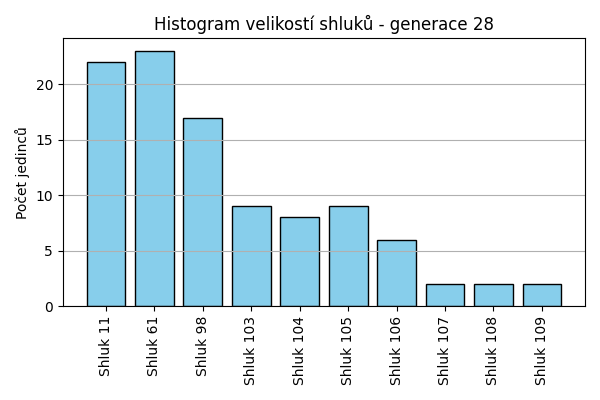 Histogram velikostí shluků - generace 28
Počet jedinců
20
15
10
5
0
Shluk 11
Shluk 61
Shluk 98
Shluk 103
Shluk 104
Shluk 105
Shluk 106
Shluk 107
Shluk 108
Shluk 109